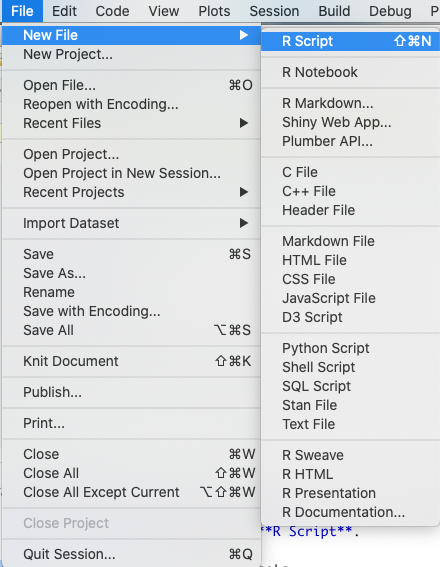 File Edit Code View Plots Session Build Debug P
New File ▶
New Project...
Open File... ⌘O
Reopen with Encoding...
Recent Files ▶
Open Project...
Open Project in New Session...
Recent Projects ▶
Import Dataset ▶
Save ⌘S
Save As...
Rename
Save with Encoding...
Save All ⌥⌘S
Knit Document ⇧⌘K
Publish...
Print...
Close ⌘W
Close All ⇧⌘W
Close All Except Current ⌥⇧⌘W
Close Project
Quit Session... ⌘Q
R Script ⇧⌘N
R Notebook
R Markdown...
Shiny Web App...
Plumber API...
C File
C++ File
Header File
Markdown File
HTML File
CSS File
JavaScript File
D3 Script
Python Script
Shell Script
SQL Script
Stan File
Text File
R Sweave
R HTML
R Presentation
R Documentation...
**R Script**.